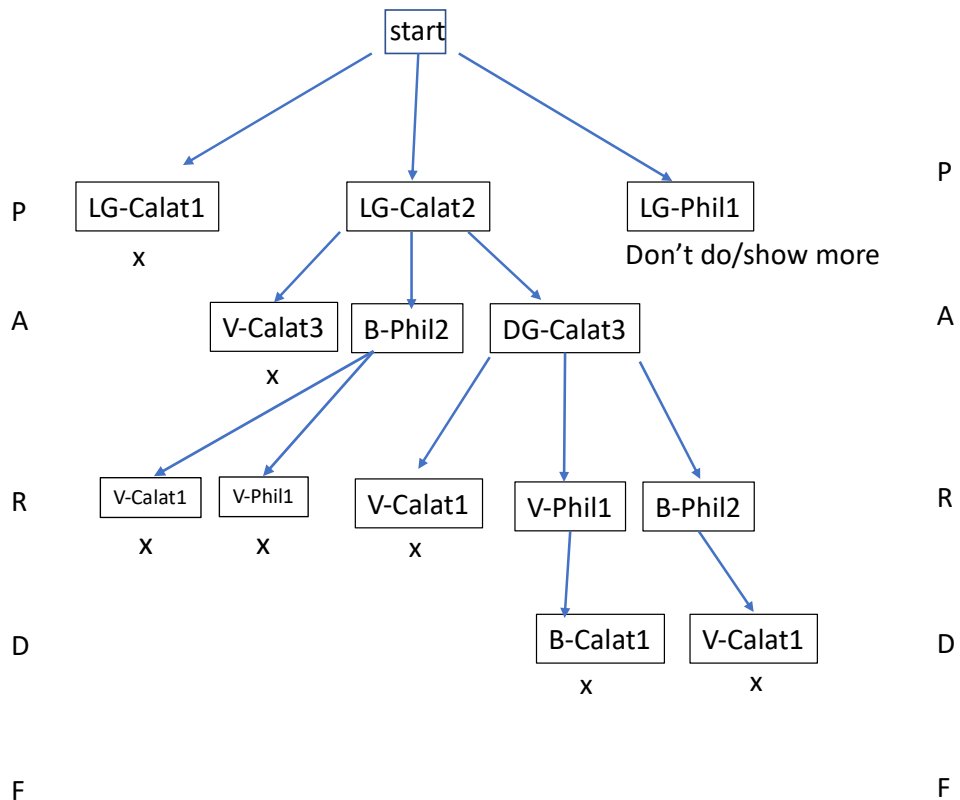 start
P
LG-Calat1
LG-Calat2
LG-Phil1
P
x
Don’t do/show more
A
V-Calat3
B-Phil2
DG-Calat3
A
x
R
V-Calat1
V-Phil1
V-Calat1
V-Phil1
B-Phil2
R
x
x
x
D
B-Calat1
V-Calat1
D
x
x
F
F